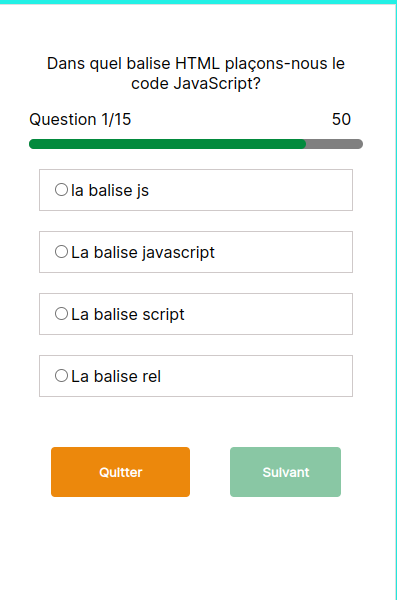 Dans quel balise HTML plaçons-nous le
code JavaScript?
Question 1/15 50
la balise js
La balise javascript
La balise script
La balise rel
Quitter Suivant